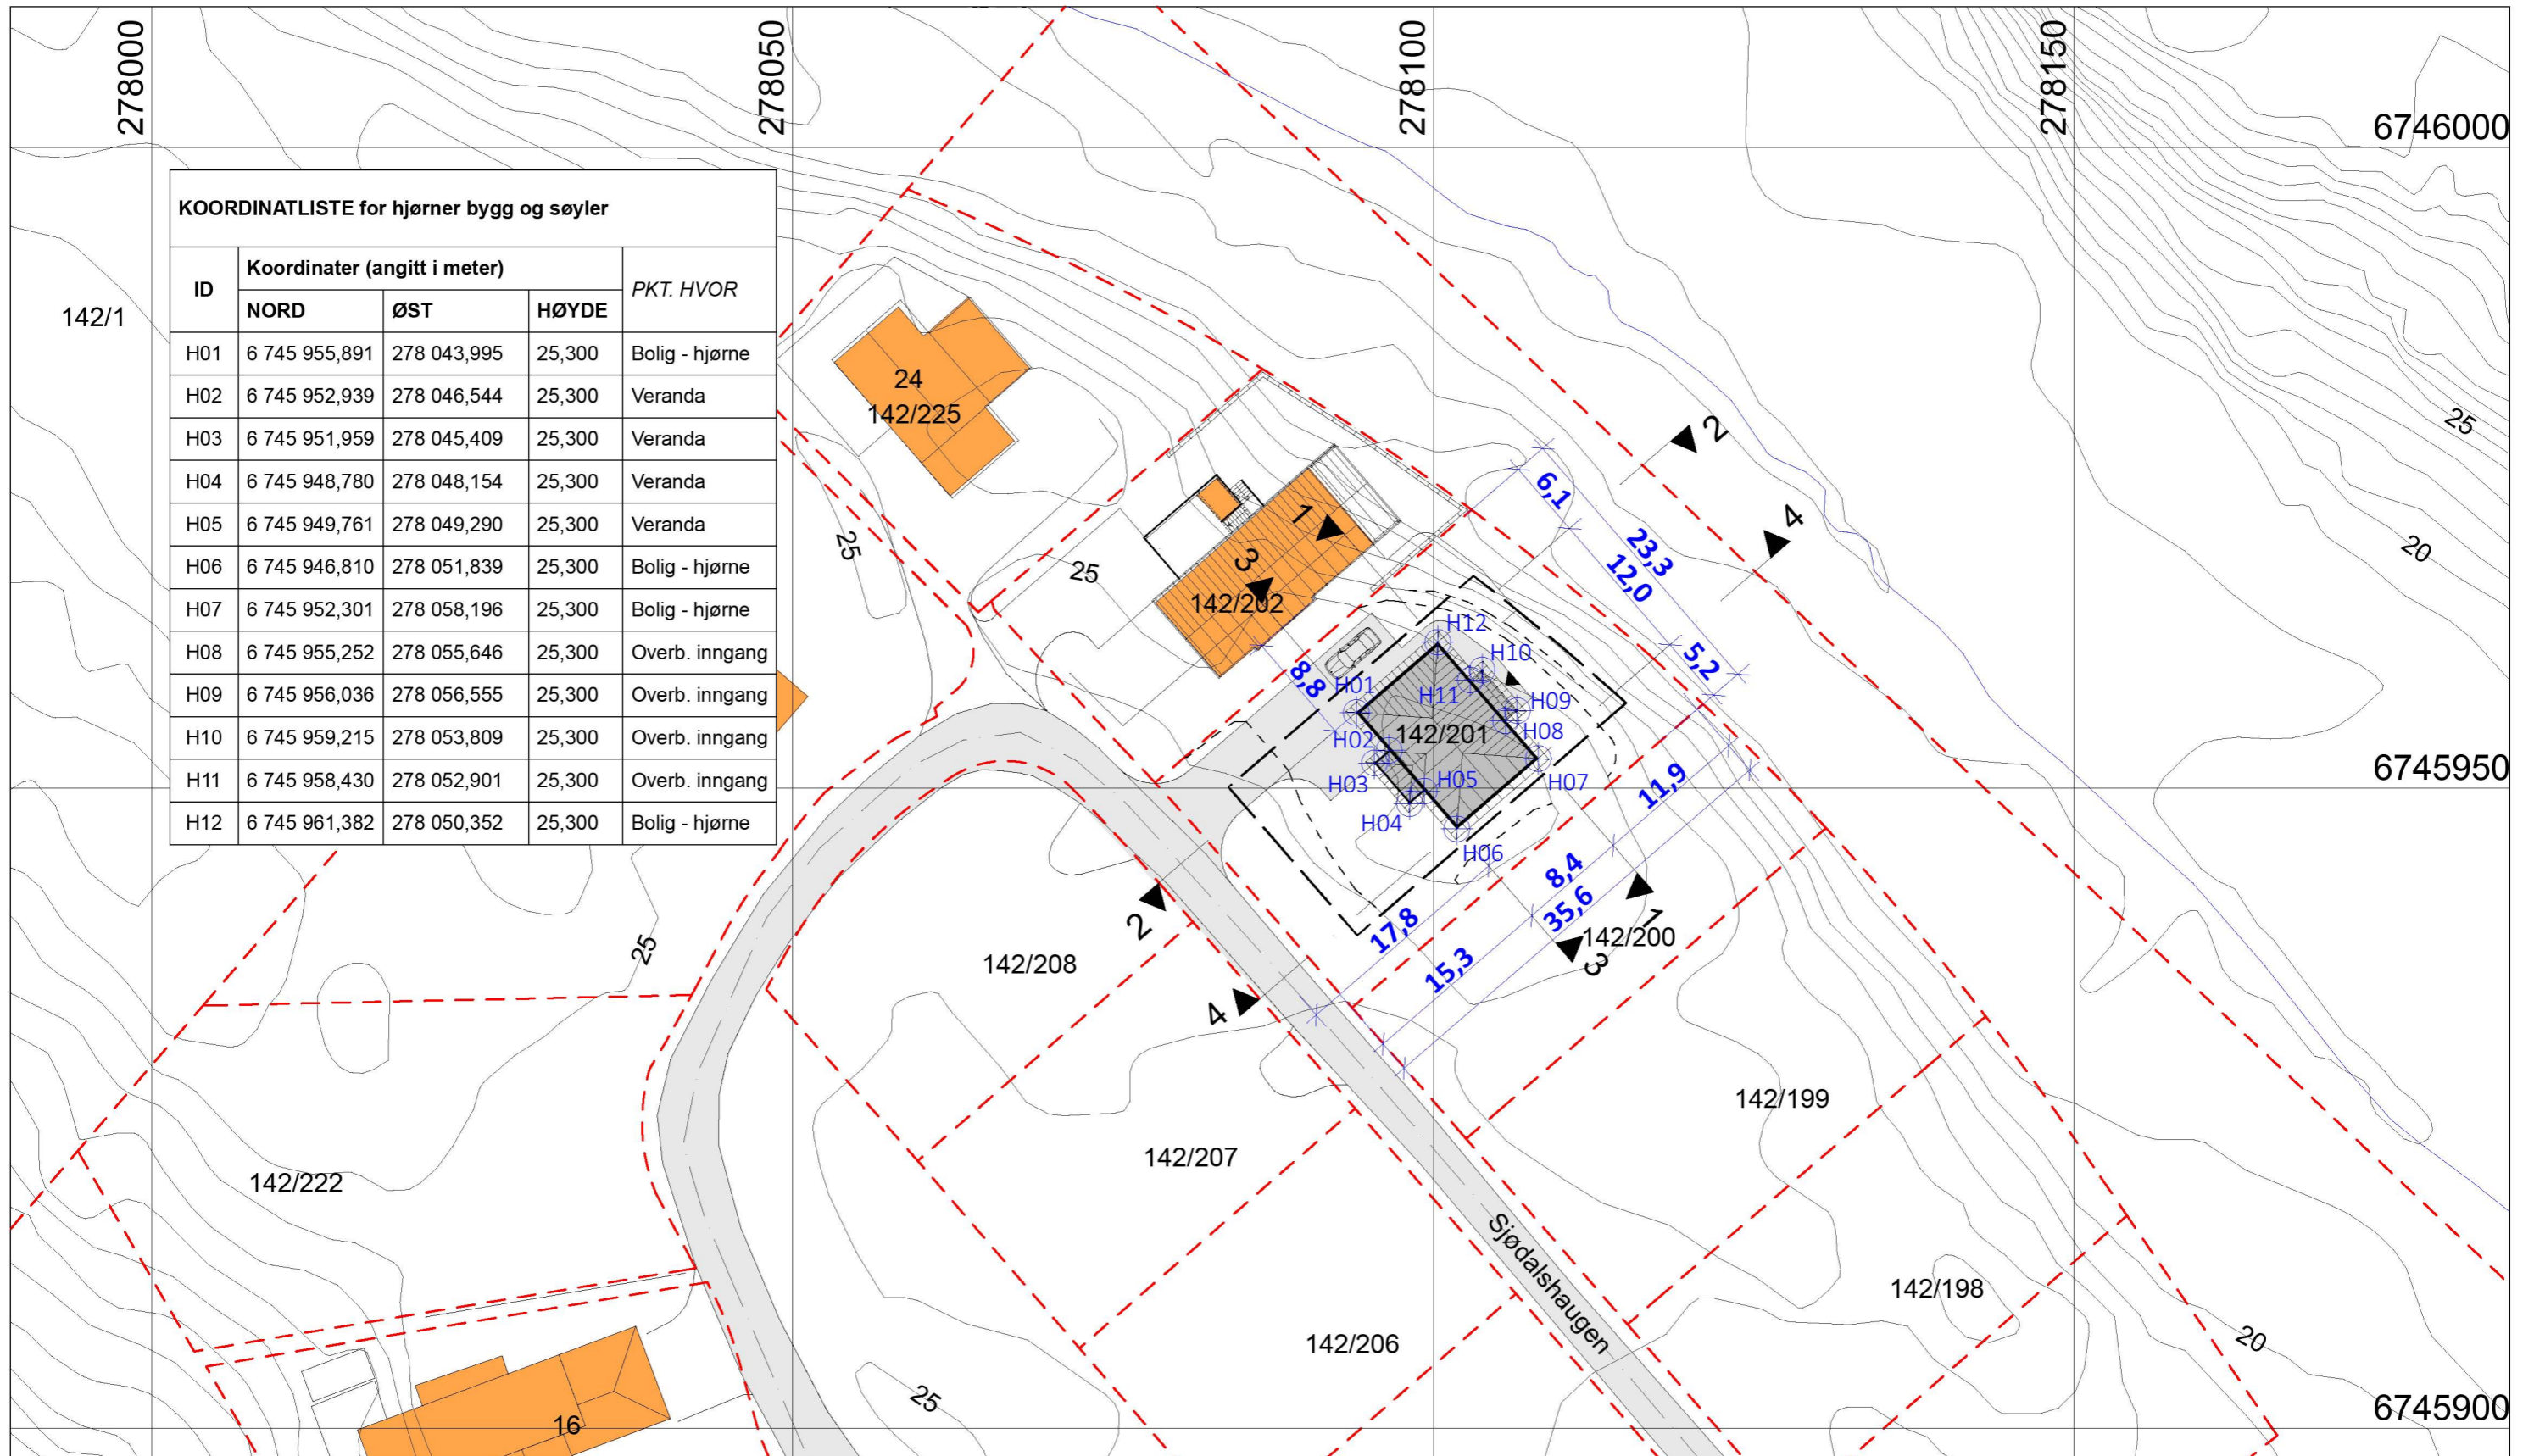 278000
278050
278100
278150
6746000
KOORDINATLISTE for hjørner bygg og søyler
ID Koordinater (angitt i meter) PKT. HVOR
NORD ØST HØYDE
H01 6 745 955,891 278 043,995 25,300 Bolig - hjørne
H02 6 745 952,939 278 046,544 25,300 Veranda
H03 6 745 951,959 278 045,409 25,300 Veranda
H04 6 745 948,780 278 048,154 25,300 Veranda
H05 6 745 949,761 278 049,290 25,300 Veranda
H06 6 745 946,810 278 051,839 25,300 Bolig - hjørne
H07 6 745 952,301 278 058,196 25,300 Bolig - hjørne
H08 6 745 955,252 278 055,646 25,300 Overb. inngang
H09 6 745 956,036 278 056,555 25,300 Overb. inngang
H10 6 745 959,215 278 053,809 25,300 Overb. inngang
H11 6 745 958,430 278 052,901 25,300 Overb. inngang
H12 6 745 961,382 278 050,352 25,300 Bolig - hjørne
142/1
24
142/225
2
25
6,1
1
4
23,3
25
3
25
20
12,0
142/202
H12
H10
5,2
8,8
H01
H11
H09
142/201
H08
H02
6745950
H03
H05
H07
11,9
H04
H06
8,4
1
35,6
2
17,8
142/200
25
142/208
3
15,3
4
142/199
142/207
142/222
Sjødalshaugen
142/198
20
142/206
25
6745900
16